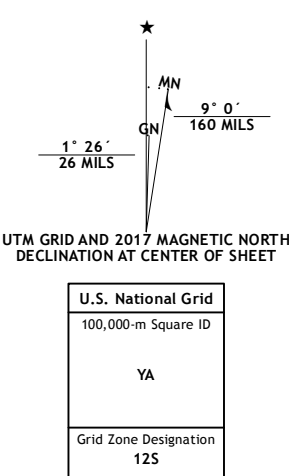 ★
MN
9° 0´
160 MILS
GN
1° 26´
26 MILS
UTM GRID AND 2017 MAGNETIC NORTH
DECLINATION AT CENTER OF SHEET
U.S. National Grid
100,000-m Square ID
YA
Grid Zone Designation
12S